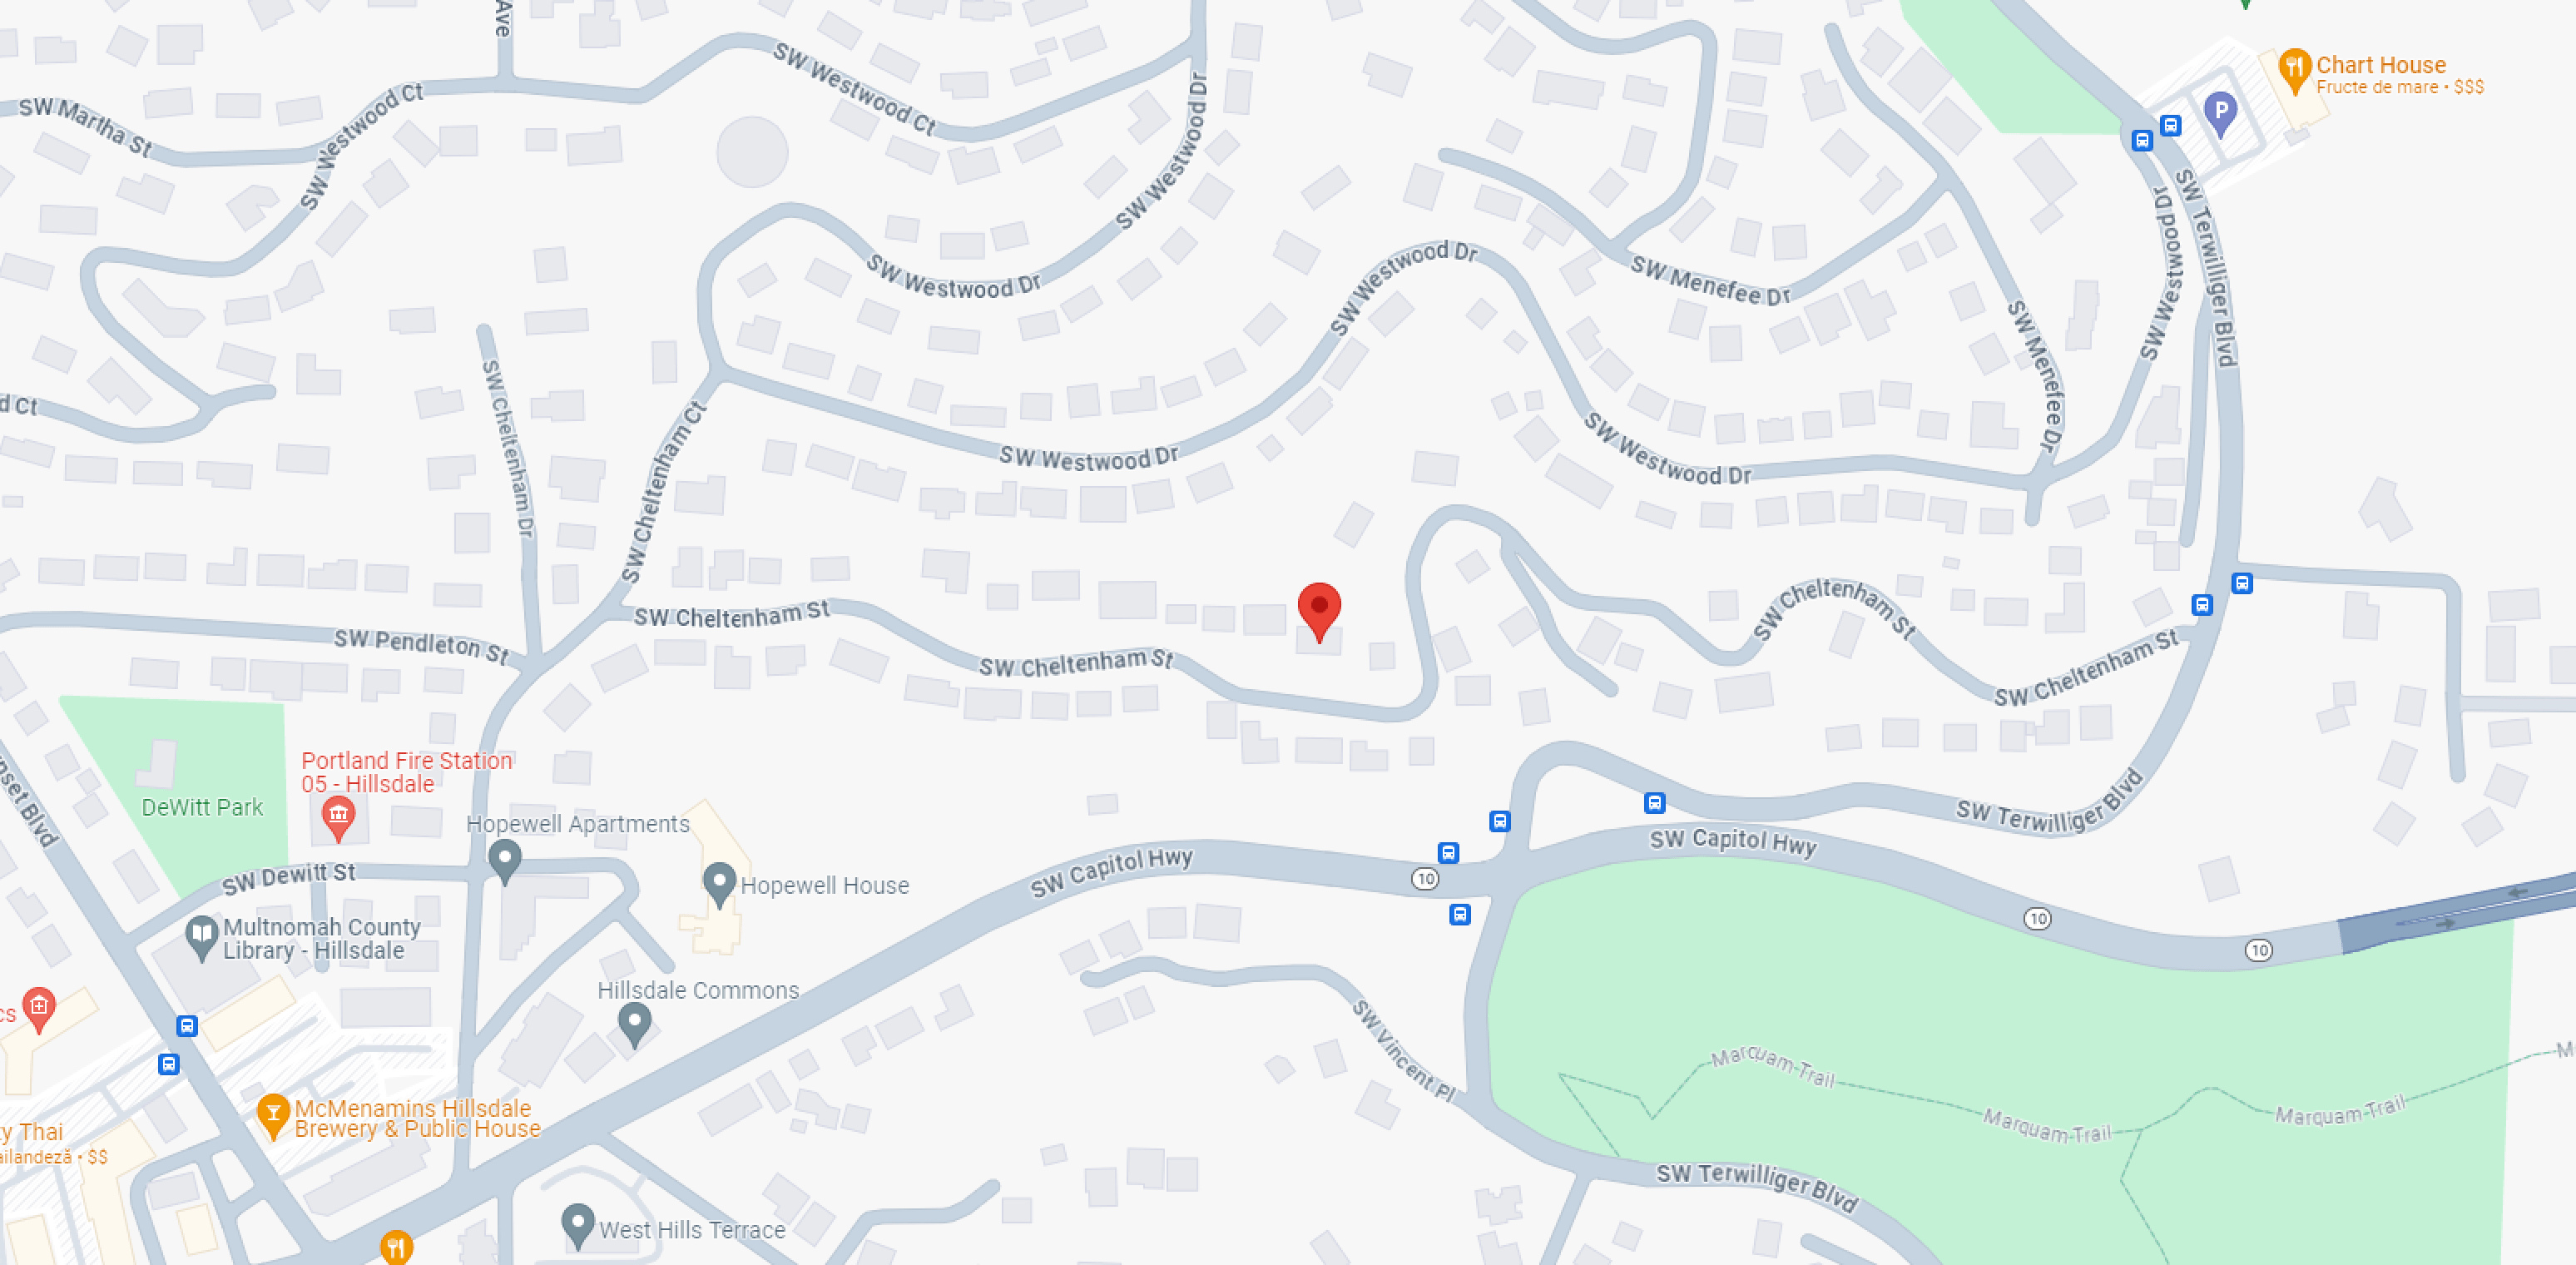 Ave
SW Westwood Ct
Chart House
Fructe de mare • $$$
P
SW Martha St
SW Westwood Ct
SW Westwood Dr
SW Westwood Dr
SW Terwilliger Blvd
SW Westwood Dr
SW Westwood Dr
SW Menefee Dr
SW Menefee Dr
SW Cheltenham Dr
d Ct
SW Cheltenham Ct
SW Westwood Dr
SW Westwood Dr
SW Cheltenham St
SW Cheltenham St
SW Pendleton St
SW Cheltenham St
SW Cheltenham St
Portland Fire Station
05 - Hillsdale
DeWitt Park
nset Blvd
Hopewell Apartments
SW Terwilliger Blvd
SW Capitol Hwy
SW Capitol Hwy
SW Dewitt St
Hopewell House
10
10
10
Multnomah County
Library - Hillsdale
Hillsdale Commons
cs
SW Vincent Pl
Marquam Trail
Marquam Trail
Marquam Trail
M
McMenamins Hillsdale
Brewery & Public House
y Thai
ailandeză • $$
SW Terwilliger Blvd
West Hills Terrace